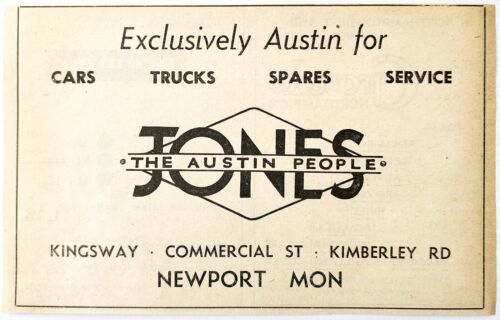 Exclusively Austin for
CARS TRUCKS SPARES SERVICE
JONES
· THE AUSTIN PEOPLE ·
KINGSWAY · COMMERCIAL ST · KIMBERLEY RD
NEWPORT MON